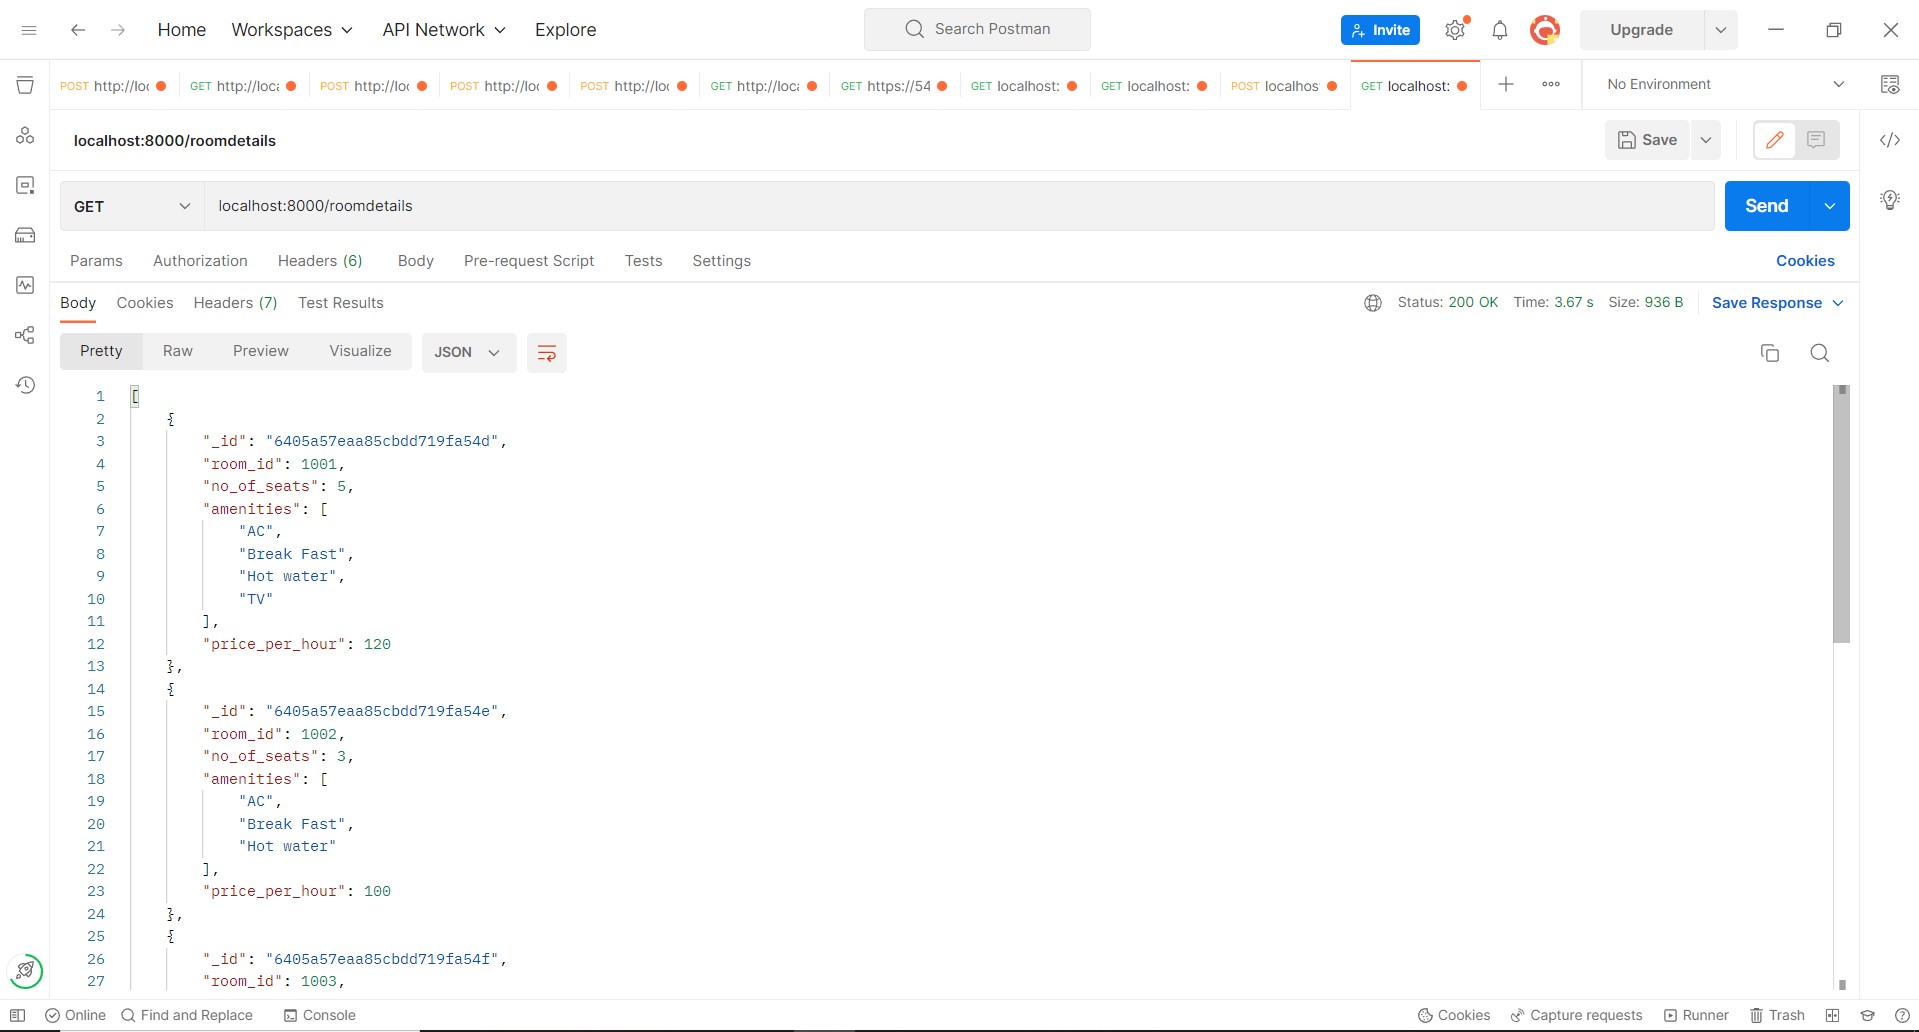 Home Workspaces API Network Explore Search Postman Invite Upgrade
POST http://loc GET http://loca POST http://loc POST http://loc POST http://loc GET http://loca GET https://54 GET localhost: GET localhost: POST localhos GET localhost: No Environment
localhost:8000/roomdetails Save
GET localhost:8000/roomdetails Send
Params Authorization Headers (6) Body Pre-request Script Tests Settings Cookies
Body Cookies Headers (7) Test Results Status: 200 OK Time: 3.67 s Size: 936 B Save Response
Pretty Raw Preview Visualize JSON
1 [
2 {
3 "_id": "6405a57eaa85cbdd719fa54d",
4 "room_id": 1001,
5 "no_of_seats": 5,
6 "amenities": [
7 "AC",
8 "Break Fast",
9 "Hot water",
10 "TV"
11 ],
12 "price_per_hour": 120
13 },
14 {
15 "_id": "6405a57eaa85cbdd719fa54e",
16 "room_id": 1002,
17 "no_of_seats": 3,
18 "amenities": [
19 "AC",
20 "Break Fast",
21 "Hot water"
22 ],
23 "price_per_hour": 100
24 },
25 {
26 "_id": "6405a57eaa85cbdd719fa54f",
27 "room_id": 1003,
Online Find and Replace Console Cookies Capture requests Runner Trash